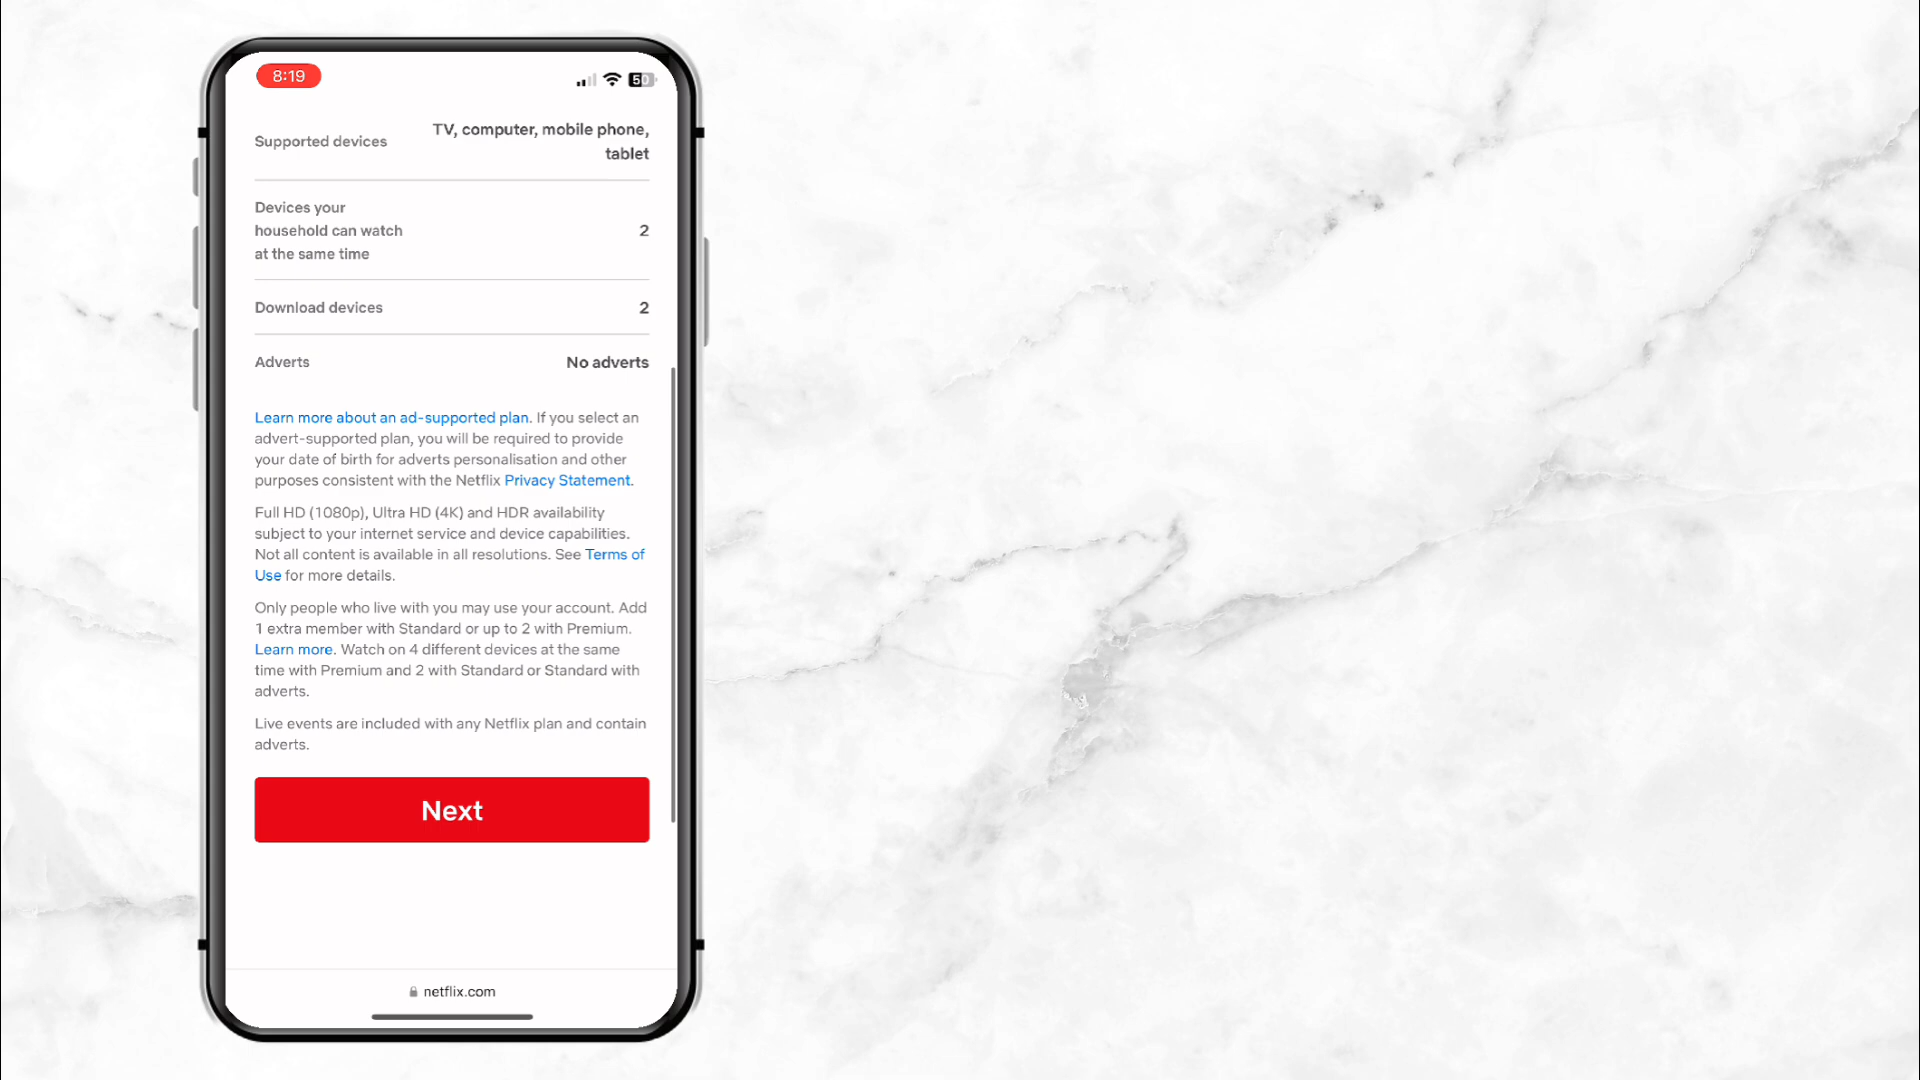 8:19
50
Supported devices
TV, computer, mobile phone,
tablet
Devices your
household can watch
at the same time
2
Download devices
2
Adverts
No adverts
Learn more about an ad-supported plan. If you select an
advert-supported plan, you will be required to provide
your date of birth for adverts personalisation and other
purposes consistent with the Netflix Privacy Statement.
Full HD (1080p), Ultra HD (4K) and HDR availability
subject to your internet service and device capabilities.
Not all content is available in all resolutions. See Terms of
Use for more details.
Only people who live with you may use your account. Add
1 extra member with Standard or up to 2 with Premium.
Learn more. Watch on 4 different devices at the same
time with Premium and 2 with Standard or Standard with
adverts.
Live events are included with any Netflix plan and contain
adverts.
Next
netflix.com